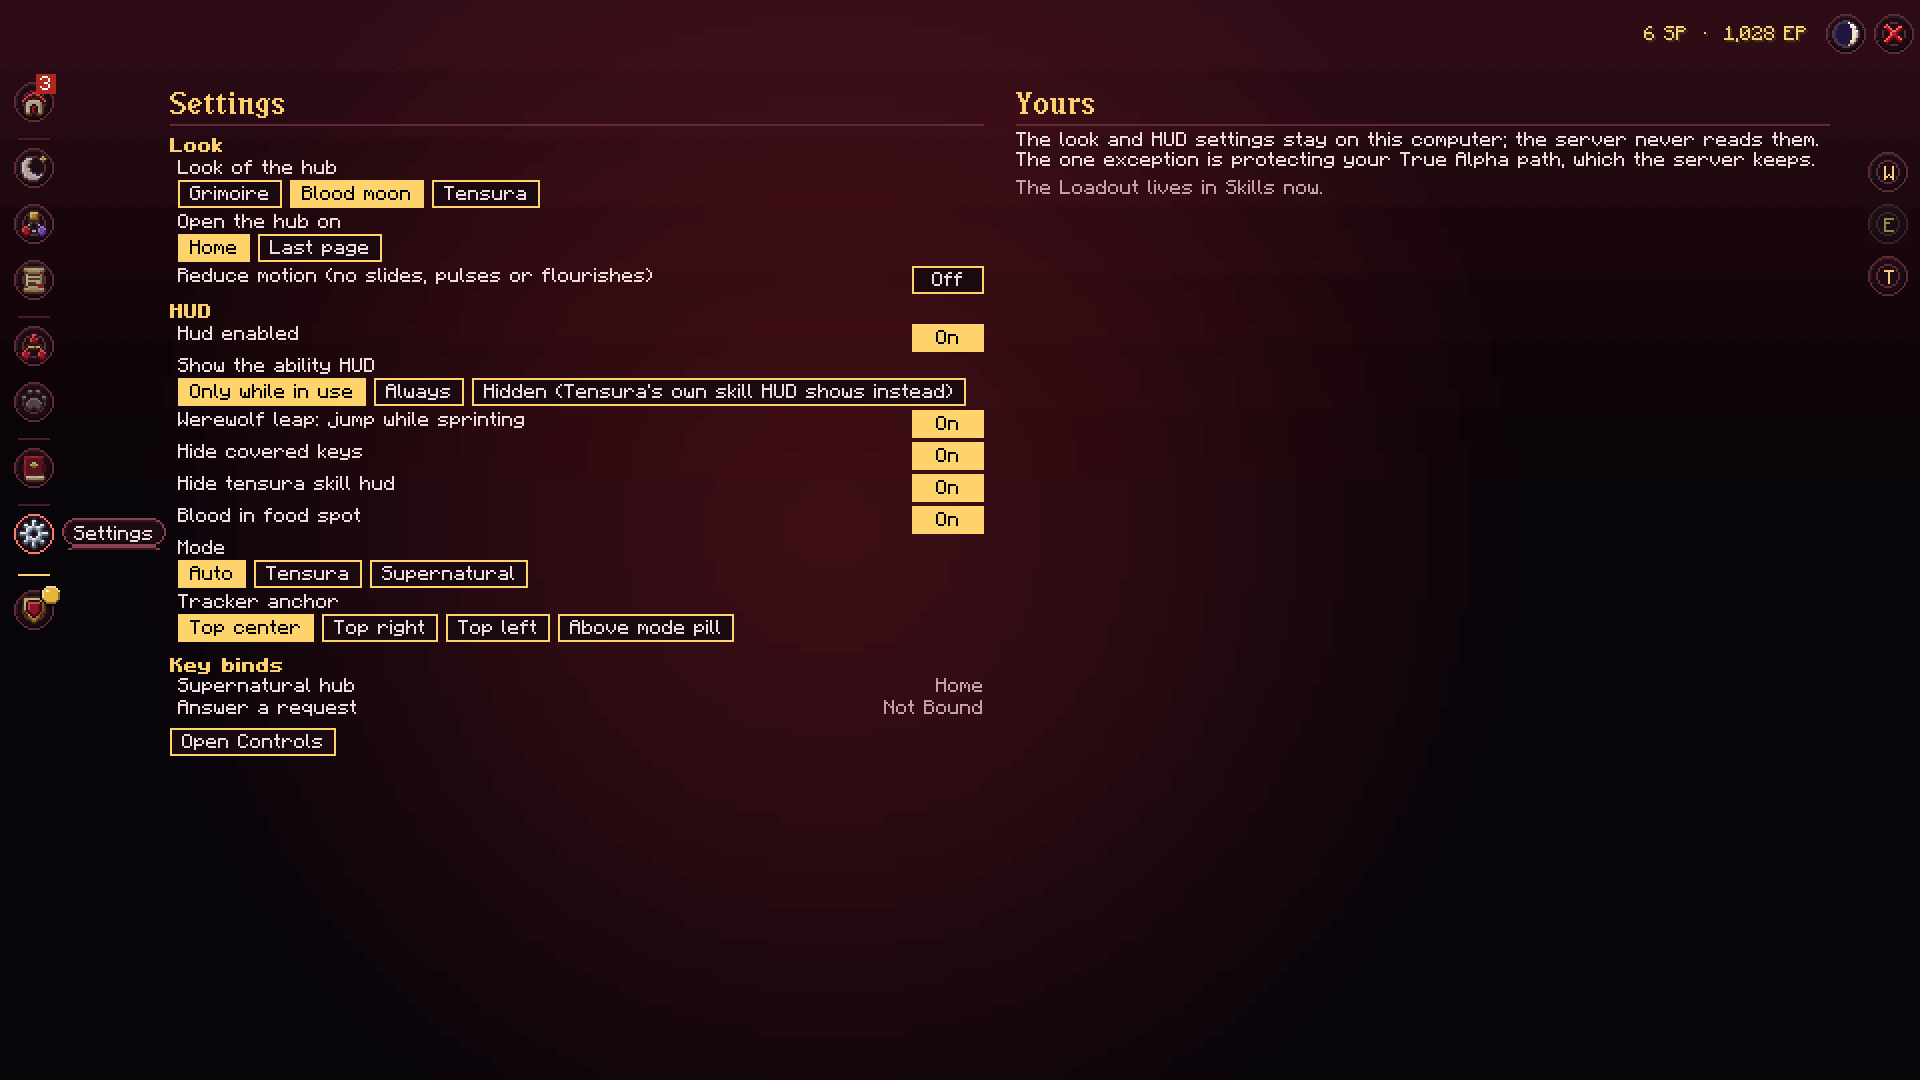 6 SP · 1,028 EP
3
Settings
Yours
Look
Look of the hub
Grimoire Blood moon Tensura
Open the hub on
Home Last page
Reduce motion (no slides, pulses or flourishes) Off
HUD
Hud enabled On
Show the ability HUD
Only while in use Always Hidden (Tensura's own skill HUD shows instead)
Werewolf leap: jump while sprinting On
Hide covered keys On
Hide tensura skill hud On
Blood in food spot On
Settings
Mode
Auto Tensura Supernatural
Tracker anchor
Top center Top right Top left Above mode pill
Key binds
Supernatural hub Home
Answer a request Not Bound
Open Controls
The look and HUD settings stay on this computer; the server never reads them.
The one exception is protecting your True Alpha path, which the server keeps.
The Loadout lives in Skills now.
W
E
T